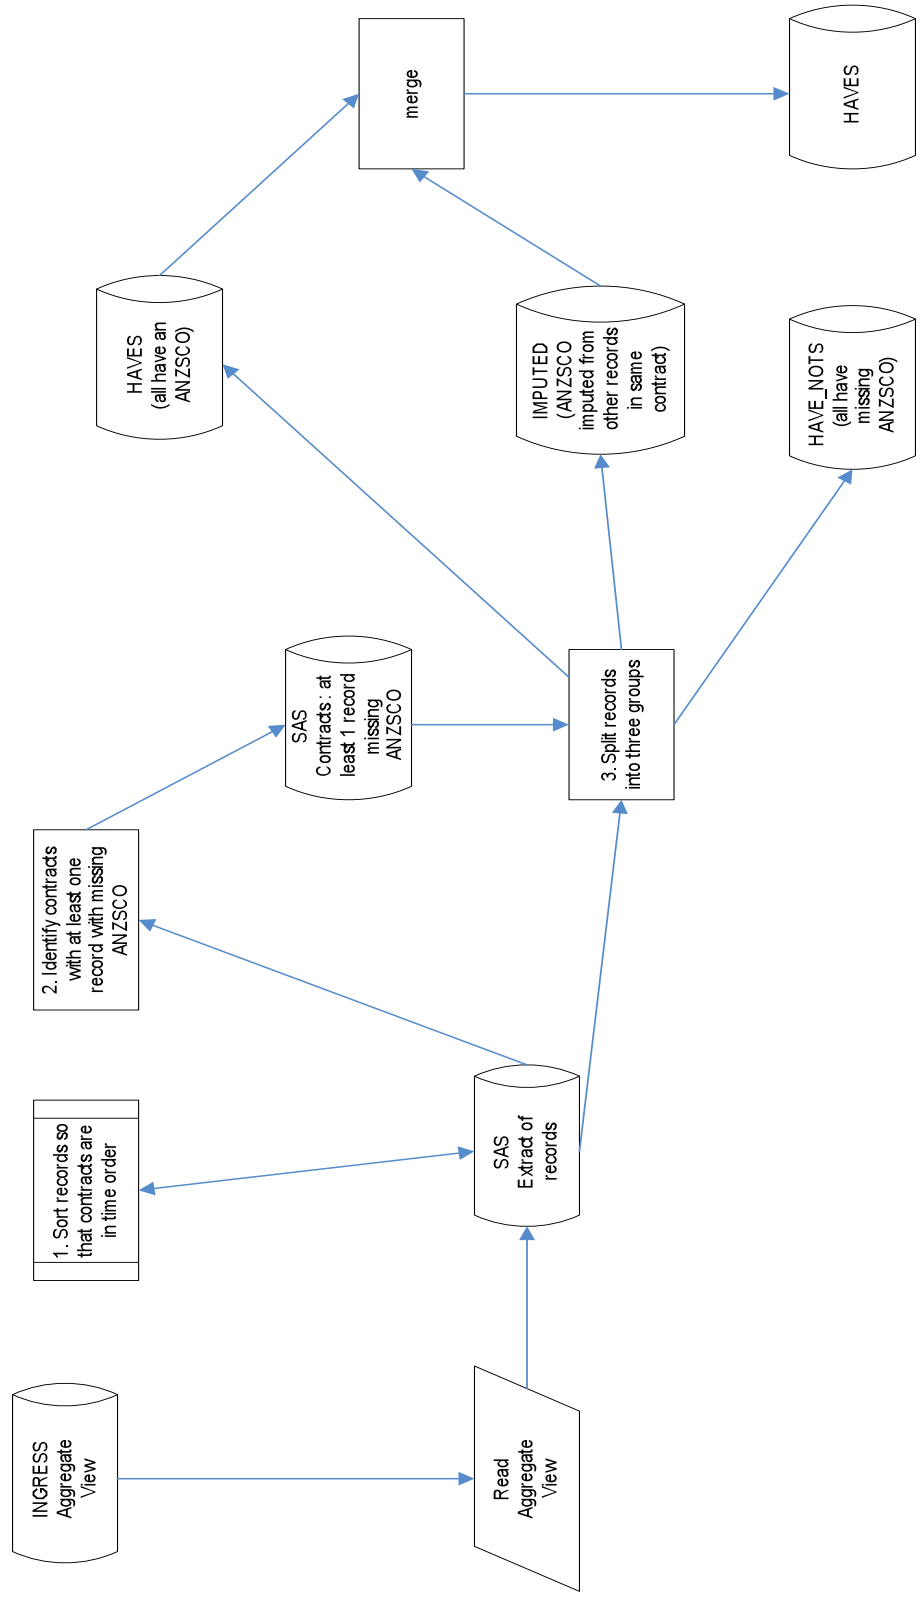 INGRESS
Aggregate
View
Read
Aggregate
View
1. Sort records so
that contracts are
in time order
SAS
Extract of
records
2. Identify contracts
with at least one
record with missing
ANZSCO
SAS
Contracts : at
least 1 record
missing
ANZSCO
3. Split records
into three groups
HAVES
(all have an
ANZSCO)
IMPUTED
(ANZSCO
imputed from
other records
in same
contract)
HAVE_NOTS
(all have
missing
ANZSCO)
merge
HAVES